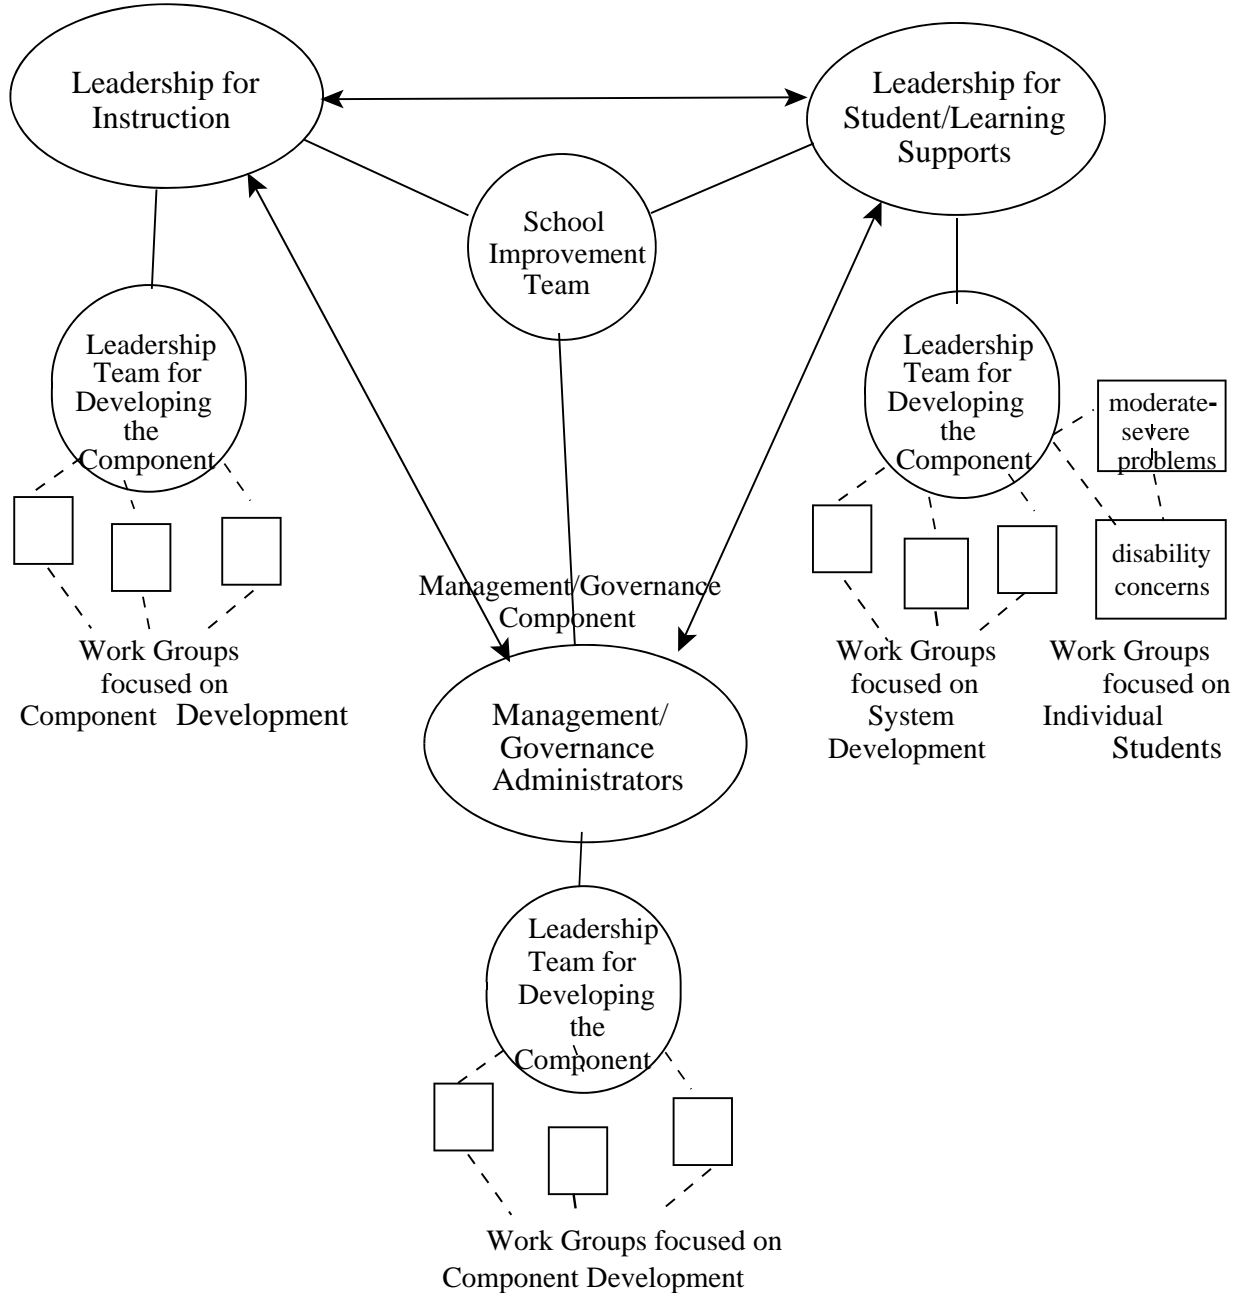 Leadership for
Instruction
Leadership for
Student/Learning
Supports
School
Improvement
Team
Leadership
Team for
Developing
the
Component
Leadership
Team for
Developing
the
Component
moderate-
severe
problems
disability
concerns
Management/Governance
Component
Work Groups
focused on
Component Development
Work Groups
focused on
System
Development
Work Groups
focused on
Individual
Students
Management/
Governance
Administrators
Leadership
Team for
Developing
the
Component
Work Groups focused on
Component Development